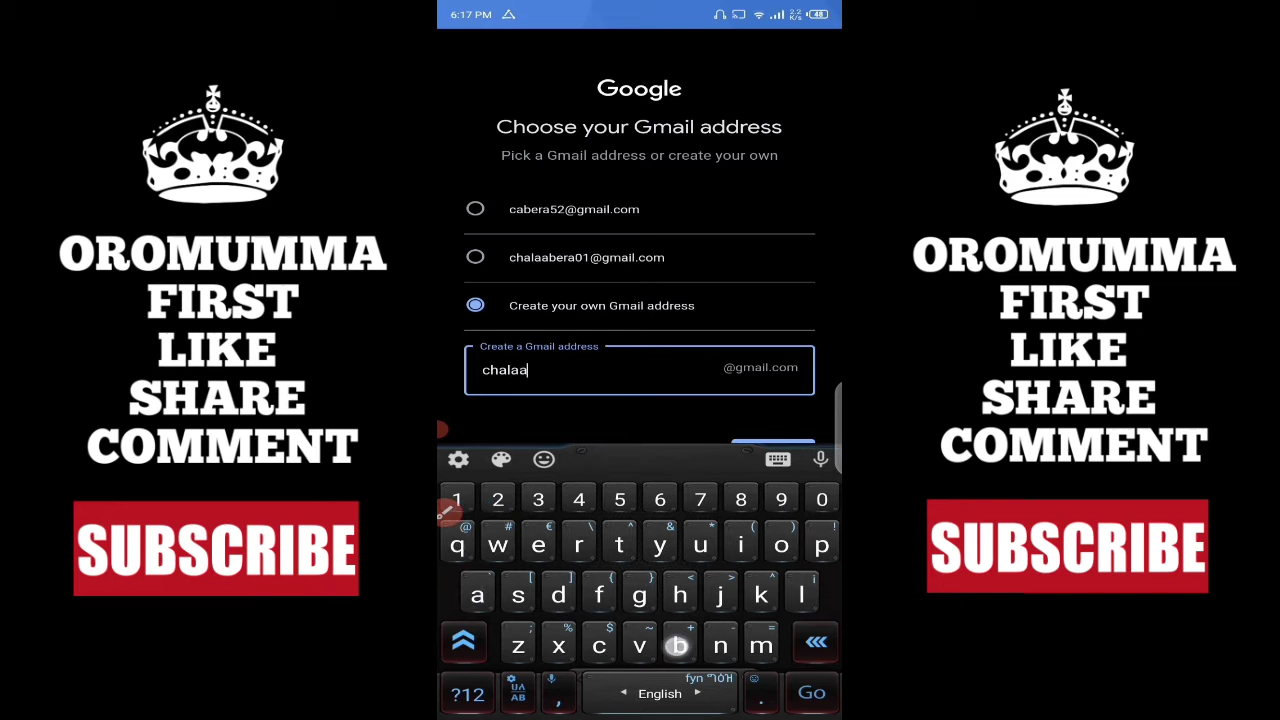 OROMUMMA
FIRST
LIKE
SHARE
COMMENT
SUBSCRIBE
6:17 PM
2.2
K/s
48
Google
Choose your Gmail address
Pick a Gmail address or create your own
cabera52@gmail.com
chalaabera01@gmail.com
Create your own Gmail address
Create a Gmail address
chalaa @gmail.com
1 2 3 4 5 6 7 8 9 0
@ # € \ ^ & * ( ) !
q w e r t y u i o p
[ ] { } < > ^ ¡
a s d f g h j k l
; % $ ~ + - =
z x c v b n m
?12 , English . Go
OROMUMMA
FIRST
LIKE
SHARE
COMMENT
SUBSCRIBE